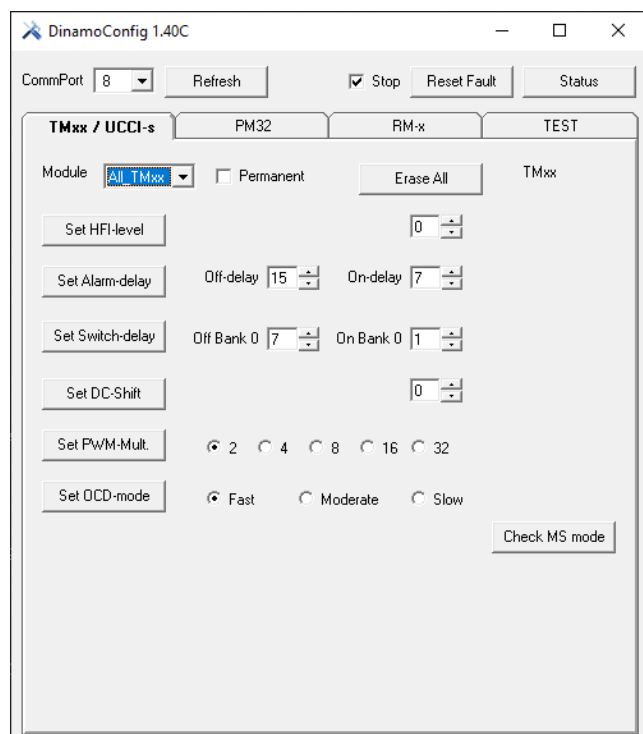 DinamoConfig 1.40C
CommPort 8 Refresh Stop Reset Fault Status
TMxx / UCCI-s PM32 RM-x TEST
Module All_TMxx Permanent Erase All TMxx
Set HFI-level 0
Set Alarm-delay Off-delay 15 On-delay 7
Set Switch-delay Off Bank 0 7 On Bank 0 1
Set DC-Shift 0
Set PWM-Mult. 2 4 8 16 32
Set OCD-mode Fast Moderate Slow
Check MS mode